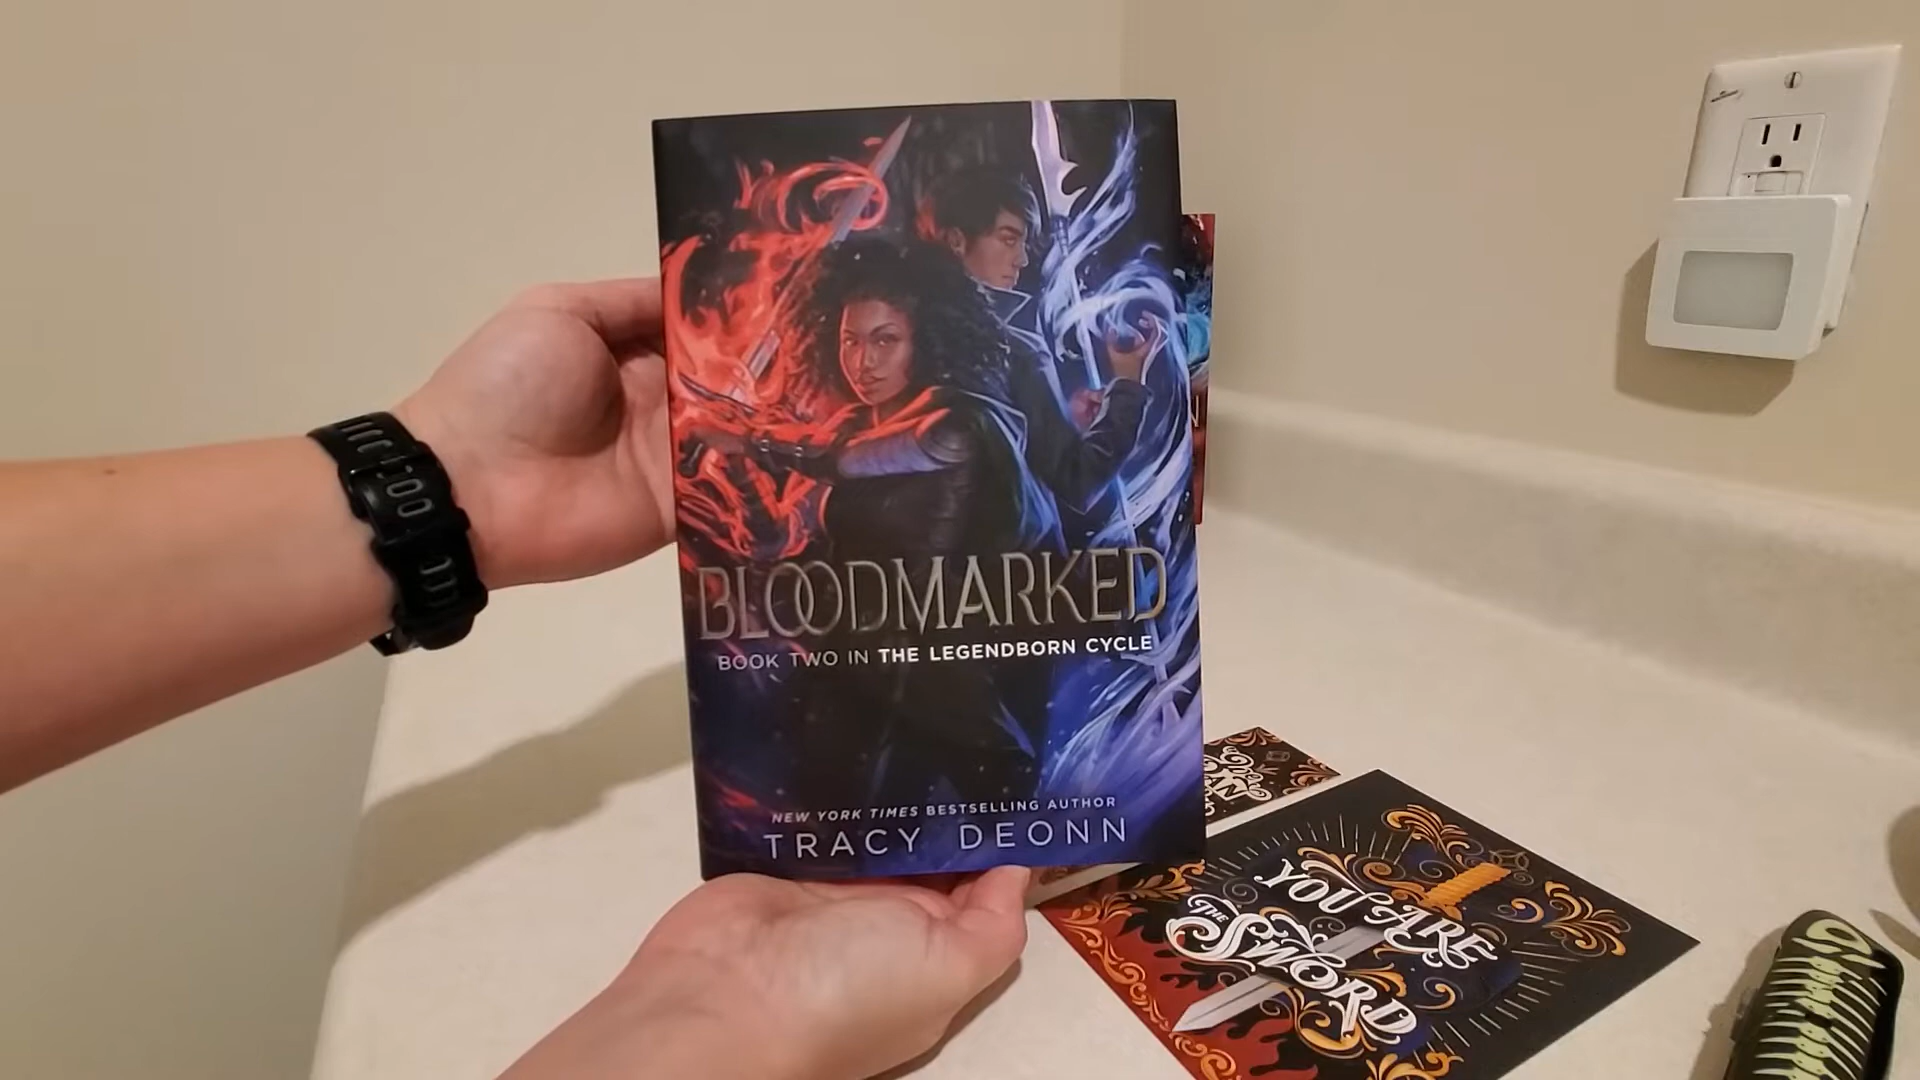 BLOODMARKED
BOOK TWO IN THE LEGENDBORN CYCLE
NEW YORK TIMES BESTSELLING AUTHOR
TRACY DEONN
YOU ARE
THE
SWORD